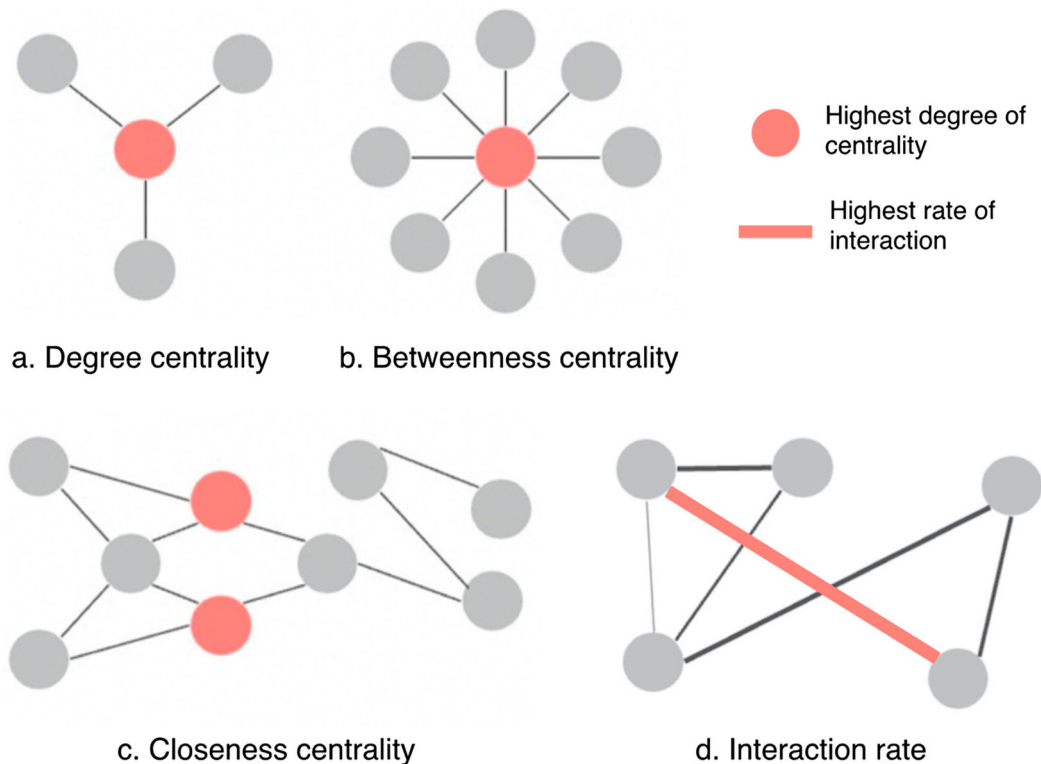 Highest degree of
centrality
Highest rate of
interaction
a. Degree centrality
b. Betweenness centrality
c. Closeness centrality
d. Interaction rate